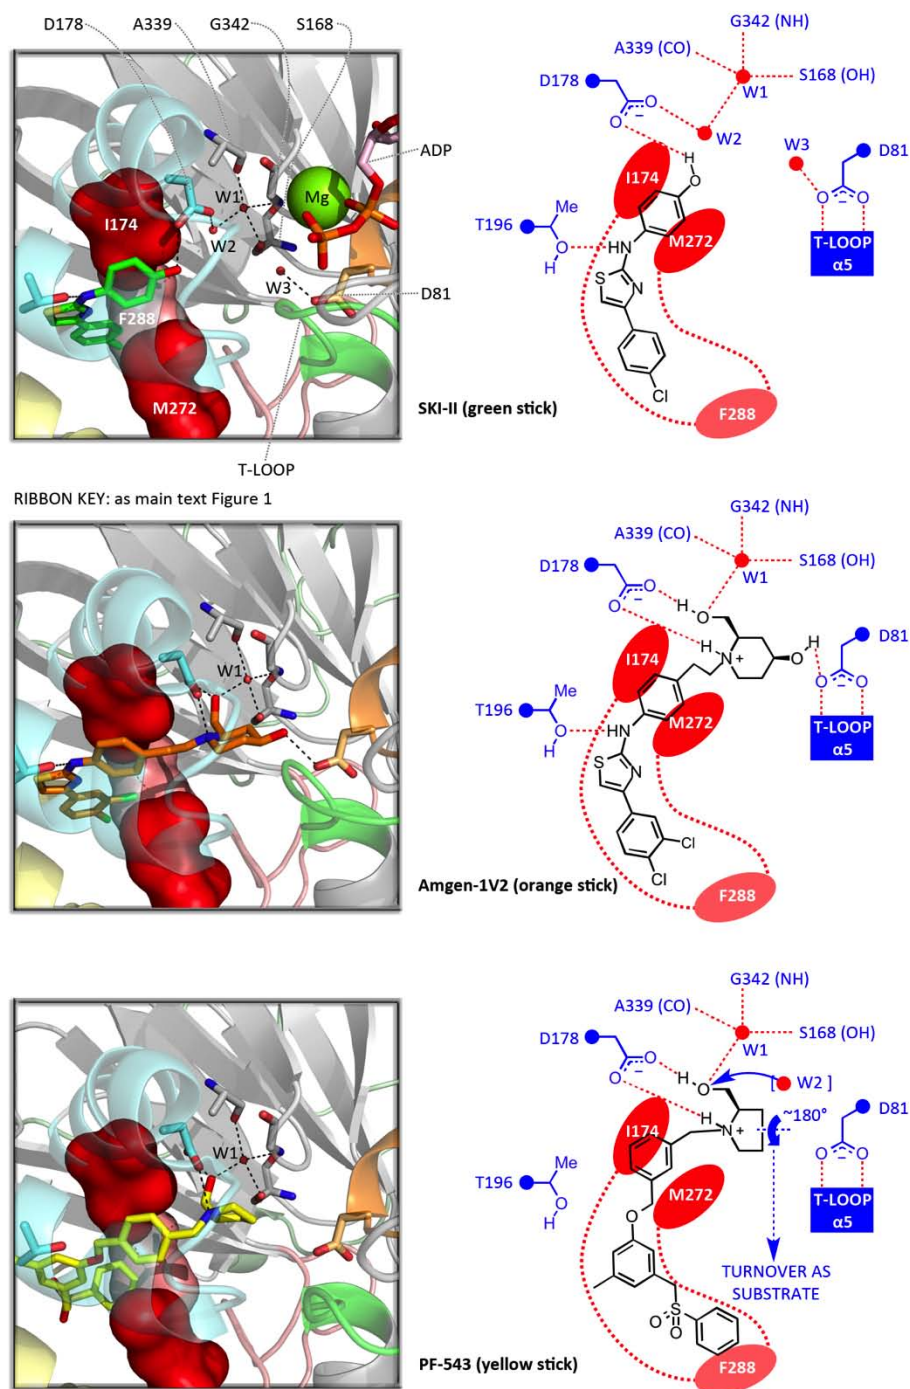 D178 A339 G342 S168
ADP
W1
Mg
I174
W2
W3
F288
D81
M272
T-LOOP
G342 (NH)
A339 (CO)
S168 (OH)
D178
W1
W2
W3
D81
O
O
−
H
O
I174
M272
T196
Me
O
H
HN
S
N
O
O
−
T-LOOP
α5
Cl
F288
SKI-II (green stick)
RIBBON KEY: as main text Figure 1
W1
G342 (NH)
A339 (CO)
S168 (OH)
D178
W1
O
O
−
H
O
H
N
+
H
O
D81
O
O
−
T-LOOP
α5
I174
M272
T196
Me
O
H
HN
S
N
Cl
Cl
F288
Amgen-1V2 (orange stick)
W1
G342 (NH)
A339 (CO)
S168 (OH)
D178
W1
O
O
−
H
O
[ W2 ]
H
N
+
~180°
D81
O
O
−
T-LOOP
α5
I174
M272
T196
Me
O
H
O
S
O
O
TURNOVER AS
SUBSTRATE
F288
PF-543 (yellow stick)